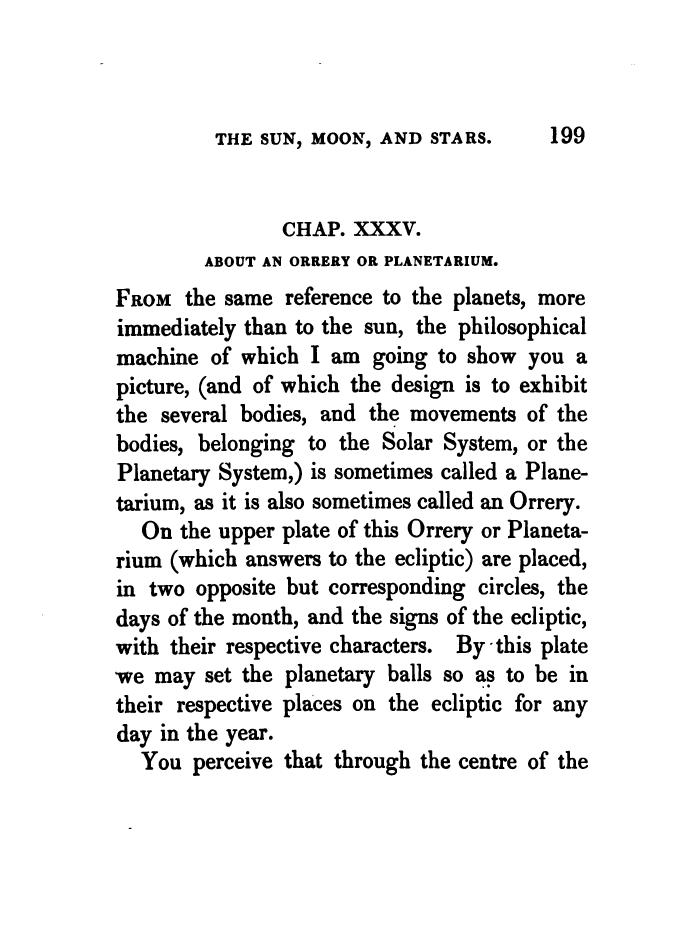 THE SUN, MOON, AND STARS. 199
CHAP. XXXV.
ABOUT AN ORRERY OR PLANETARIUM.
FROM the same reference to the planets, more
immediately than to the sun, the philosophical
machine of which I am going to show you a
picture, (and of which the design is to exhibit
the several bodies, and the movements of the
bodies, belonging to the Solar System, or the
Planetary System,) is sometimes called a Plane-
tarium, as it is also sometimes called an Orrery.
On the upper plate of this Orrery or Planeta-
rium (which answers to the ecliptic) are placed,
in two opposite but corresponding circles, the
days of the month, and the signs of the ecliptic,
with their respective characters. By this plate
we may set the planetary balls so as to be in
their respective places on the ecliptic for any
day in the year.
You perceive that through the centre of the